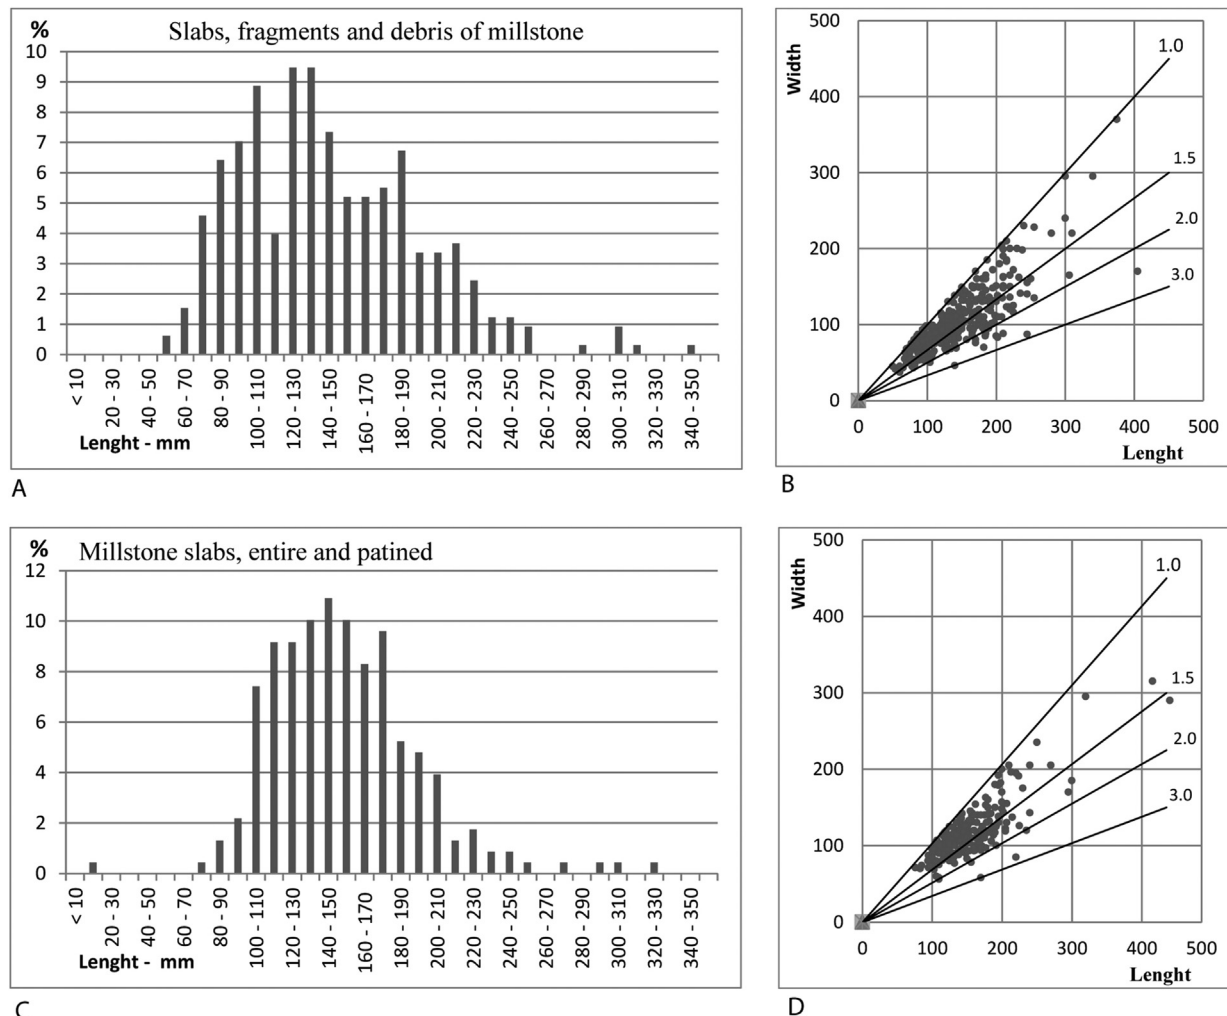 Slabs, fragments and debris of millstone
%
10
9
8
7
6
5
4
3
2
1
0
< 10
20 - 30
40 - 50
60 - 70
80 - 90
100 - 110
120 - 130
140 - 150
160 - 170
180 - 190
200 - 210
220 - 230
240 - 250
260 - 270
280 - 290
300 - 310
320 - 330
340 - 350
Lenght - mm
A
Width
500
400
300
200
100
0
1.0
1.5
2.0
3.0
0 100 200 300 400 500
Lenght
B
Millstone slabs, entire and patined
%
12
10
8
6
4
2
0
< 10
20 - 30
40 - 50
60 - 70
80 - 90
100 - 110
120 - 130
140 - 150
160 - 170
180 - 190
200 - 210
220 - 230
240 - 250
260 - 270
280 - 290
300 - 310
320 - 330
340 - 350
Lenght - mm
C
Width
500
400
300
200
100
0
1.0
1.5
2.0
3.0
0 100 200 300 400 500
Lenght
D